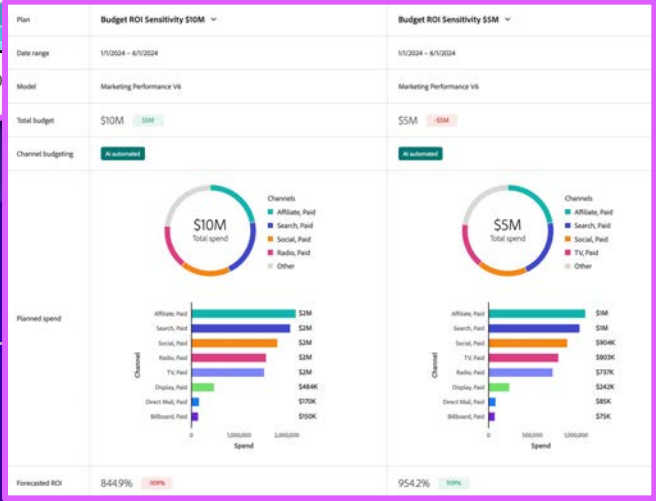 Plan
Budget ROI Sensitivity $10M
Budget ROI Sensitivity $5M
Date range
1/1/2024 – 6/1/2024
1/1/2024 – 6/1/2024
Model
Marketing Performance V6
Marketing Performance V6
Total budget
$10M
$5M
$5M
-$5M
Channel budgeting
AI automated
AI automated
Planned spend
$10M
Total spend
Channels
Affiliate, Paid
Search, Paid
Social, Paid
Radio, Paid
Other
Channel
Affiliate, Paid $2M
Search, Paid $2M
Social, Paid $2M
Radio, Paid $2M
TV, Paid $2M
Display, Paid $484K
Direct Mail, Paid $170K
Billboard, Paid $150K
0 1,000,000 2,000,000
Spend
$5M
Total spend
Channels
Affiliate, Paid
Search, Paid
Social, Paid
TV, Paid
Other
Channel
Affiliate, Paid $1M
Search, Paid $1M
Social, Paid $904K
TV, Paid $803K
Radio, Paid $737K
Display, Paid $242K
Direct Mail, Paid $85K
Billboard, Paid $75K
0 500,000 1,000,000
Spend
Forecasted ROI
844.9%
-109%
954.2%
109%